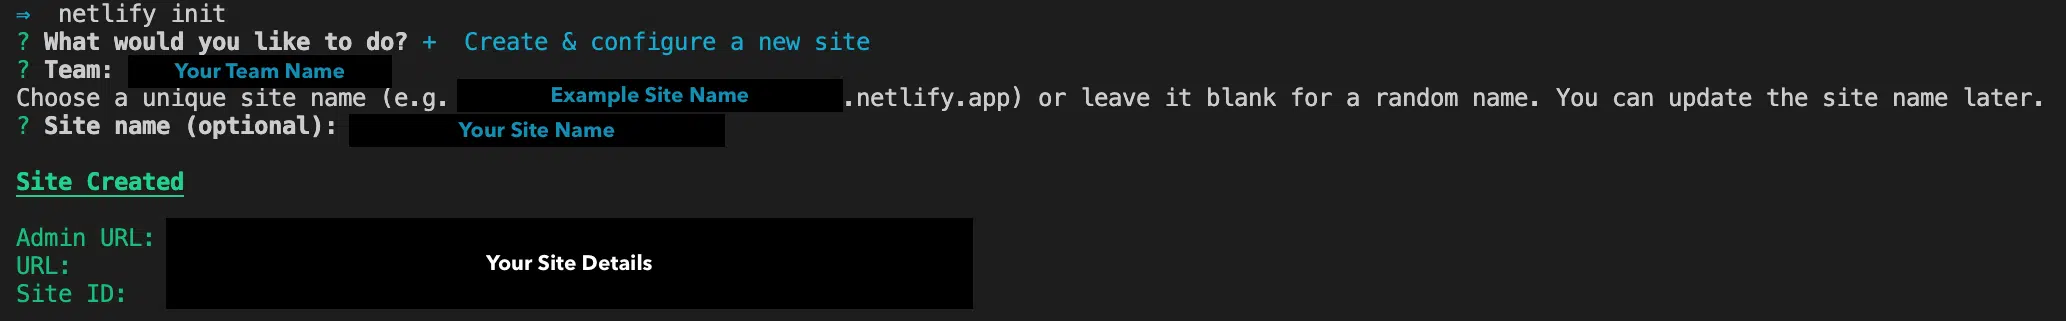 ⇒  netlify init
? What would you like to do? +  Create & configure a new site
? Team: Your Team Name
Choose a unique site name (e.g. Example Site Name.netlify.app) or leave it blank for a random name. You can update the site name later.
? Site name (optional): Your Site Name
Site Created
Admin URL:
URL: Your Site Details
Site ID: